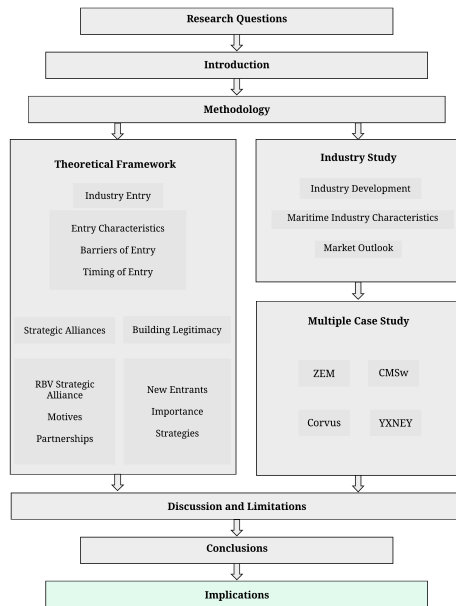 Research Questions
Introduction
Methodology
Theoretical Framework
Industry Entry
Entry Characteristics
Barriers of Entry
Timing of Entry
Strategic Alliances
Building Legitimacy
RBV Strategic
Alliance
Motives
Partnerships
New Entrants
Importance
Strategies
Industry Study
Industry Development
Maritime Industry Characteristics
Market Outlook
Multiple Case Study
ZEM
CMSw
Corvus
YXNEY
Discussion and Limitations
Conclusions
Implications